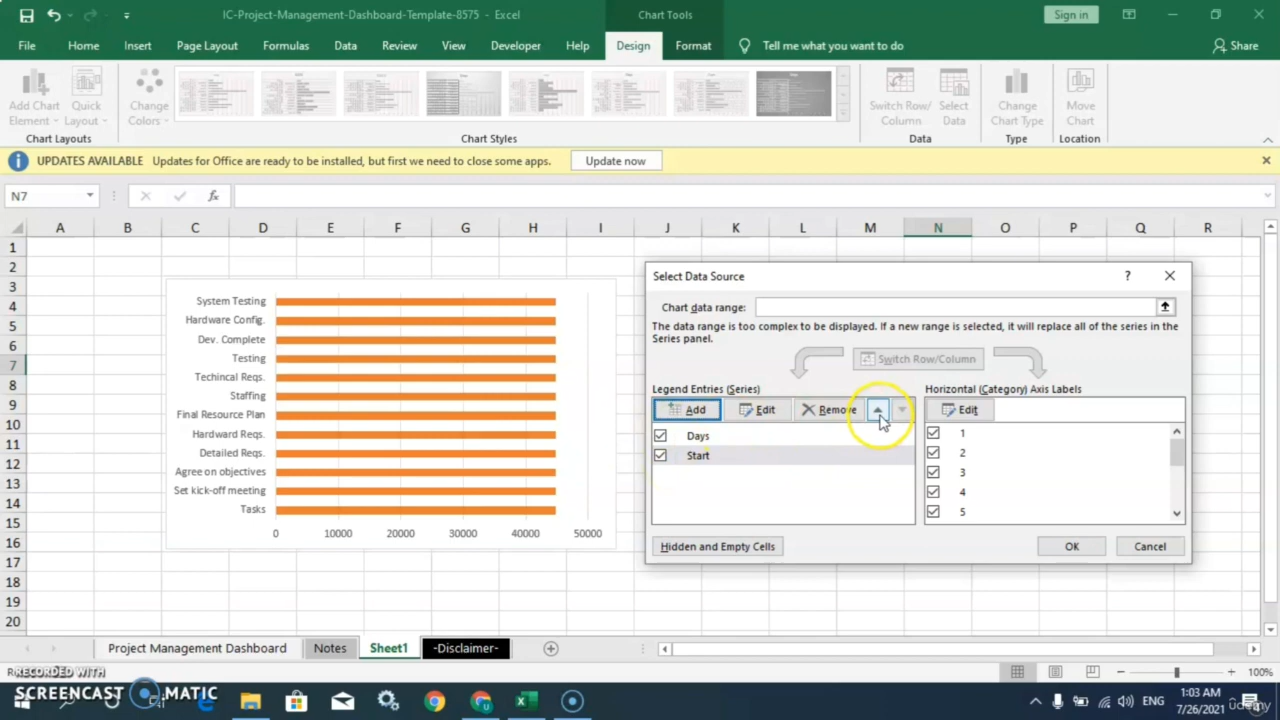 IC-Project-Management-Dashboard-Template-8575 - Excel
Chart Tools
Sign in
File Home Insert Page Layout Formulas Data Review View Developer Help Design Format Tell me what you want to do Share
Add Chart Element
Quick Layout
Change Colors
Switch Row/ Column
Select Data
Change Chart Type
Move Chart
Chart Layouts
Chart Styles
Data
Type
Location
UPDATES AVAILABLE Updates for Office are ready to be installed, but first we need to close some apps. Update now
N7
fx
A B C D E F G H I J K L M N O P Q R
1
2
3
4
5
6
7
8
9
10
11
12
13
14
15
16
17
18
19
20
System Testing
Hardware Config.
Dev. Complete
Testing
Techincal Reqs.
Staffing
Final Resource Plan
Hardward Reqs.
Detailed Reqs.
Agree on objectives
Set kick-off meeting
Tasks
0 10000 20000 30000 40000 50000
Select Data Source
?
Chart data range:
The data range is too complex to be displayed. If a new range is selected, it will replace all of the series in the
Series panel.
Switch Row/Column
Legend Entries (Series)
Add Edit Remove
Days
Start
Horizontal (Category) Axis Labels
Edit
1
2
3
4
5
Hidden and Empty Cells
OK
Cancel
Project Management Dashboard Notes Sheet1 -Disclaimer-
100%
RECORDED WITH
SCREENCAST MATIC
ENG
1:03 AM
7/26/2021
udemy